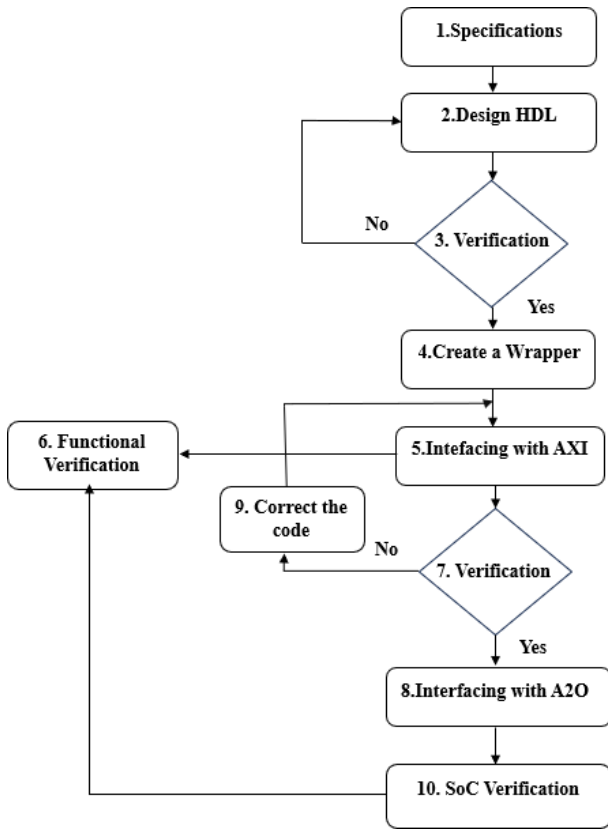 1.Specifications
2.Design HDL
No
3. Verification
Yes
4.Create a Wrapper
6. Functional
Verification
5.Intefacing with AXI
9. Correct the
code
No
7. Verification
Yes
8.Interfacing with A2O
10. SoC Verification